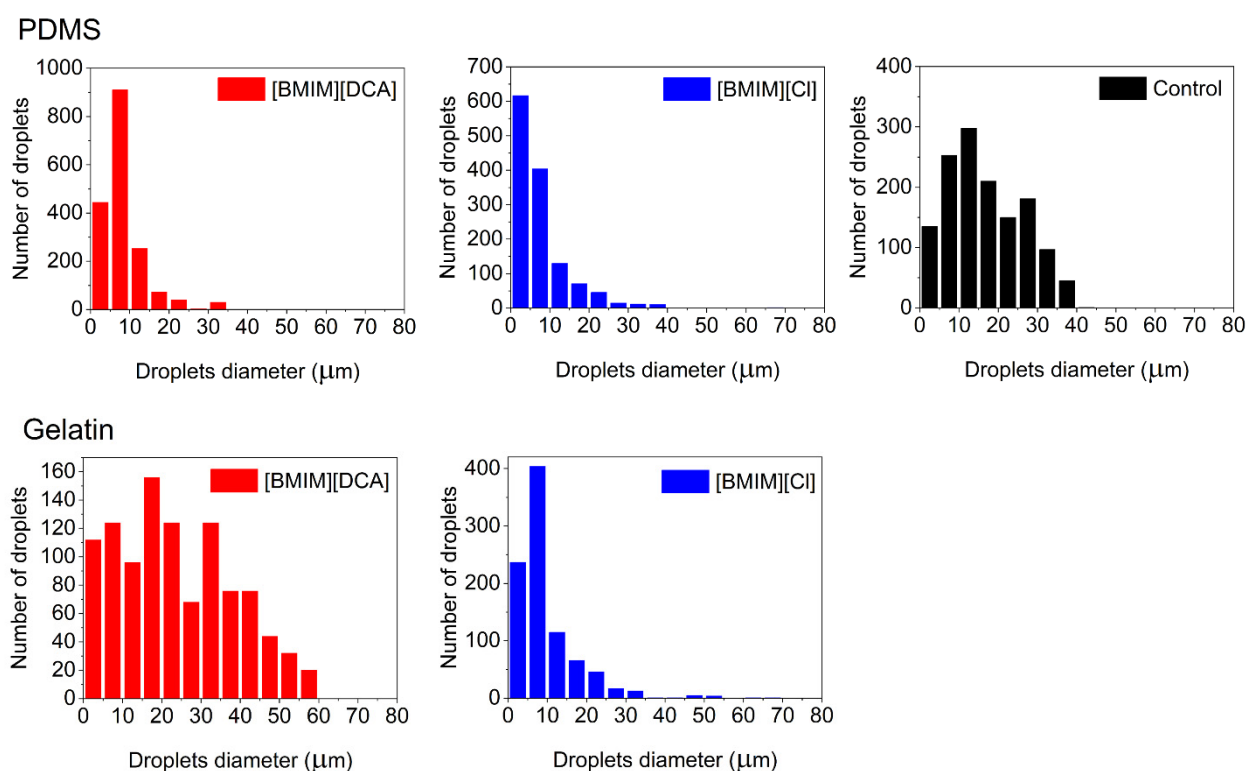 PDMS
1000
800
600
400
200
0
Number of droplets
[BMIM][DCA]
0 10 20 30 40 50 60 70 80
Droplets diameter (μm)
700
600
500
400
300
200
100
0
Number of droplets
[BMIM][Cl]
0 10 20 30 40 50 60 70 80
Droplets diameter (μm)
400
300
200
100
0
Number of droplets
Control
0 10 20 30 40 50 60 70 80
Droplets diameter (μm)
Gelatin
160
140
120
100
80
60
40
20
0
Number of droplets
[BMIM][DCA]
0 10 20 30 40 50 60 70 80
Droplets diameter (μm)
400
300
200
100
0
Number of droplets
[BMIM][Cl]
0 10 20 30 40 50 60 70 80
Droplets diameter (μm)